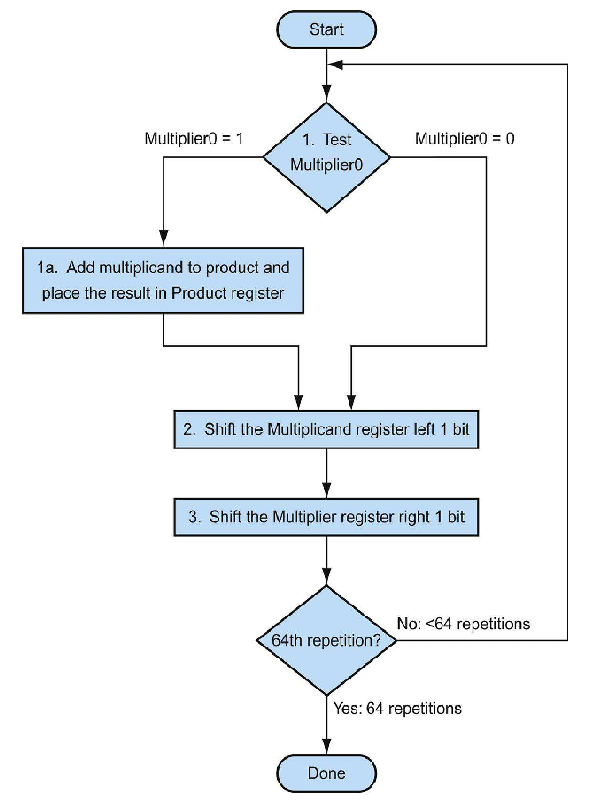 Start
Multiplier0 = 1
1. Test
Multiplier0
Multiplier0 = 0
1a. Add multiplicand to product and
place the result in Product register
2. Shift the Multiplicand register left 1 bit
3. Shift the Multiplier register right 1 bit
64th repetition?
No: <64 repetitions
Yes: 64 repetitions
Done